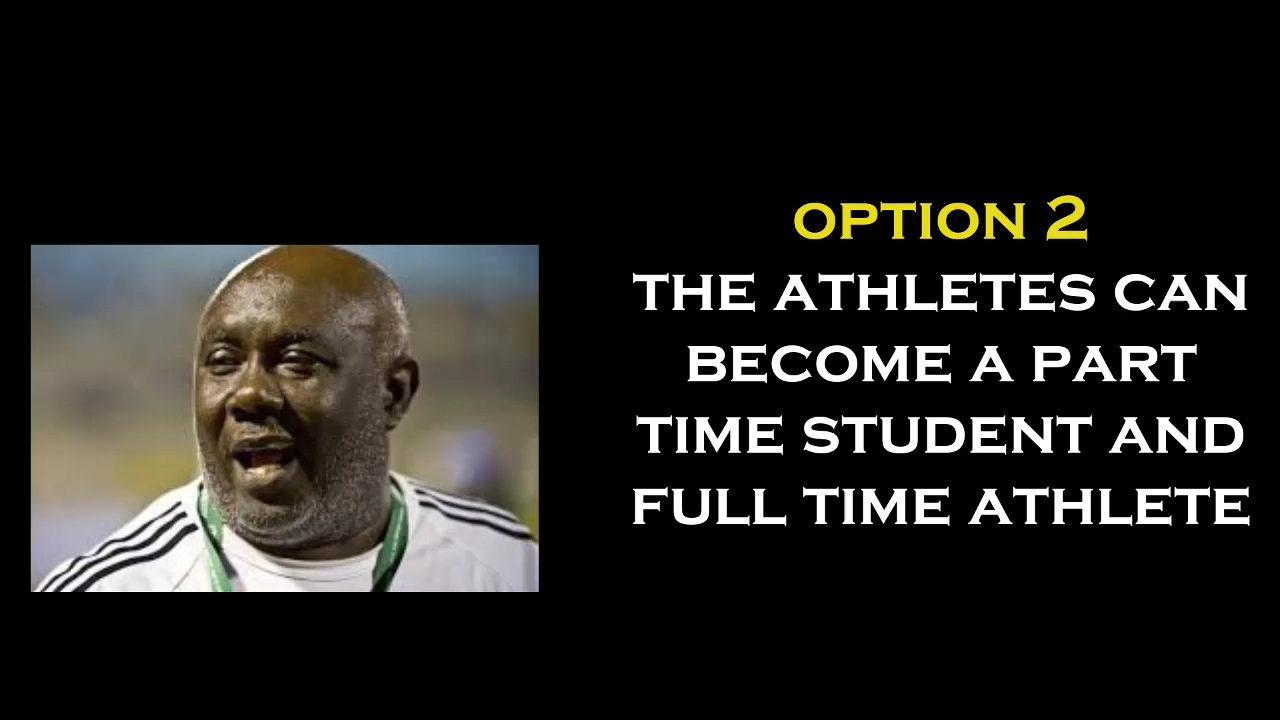 OPTION 2
THE ATHLETES CAN
BECOME A PART
TIME STUDENT AND
FULL TIME ATHLETE